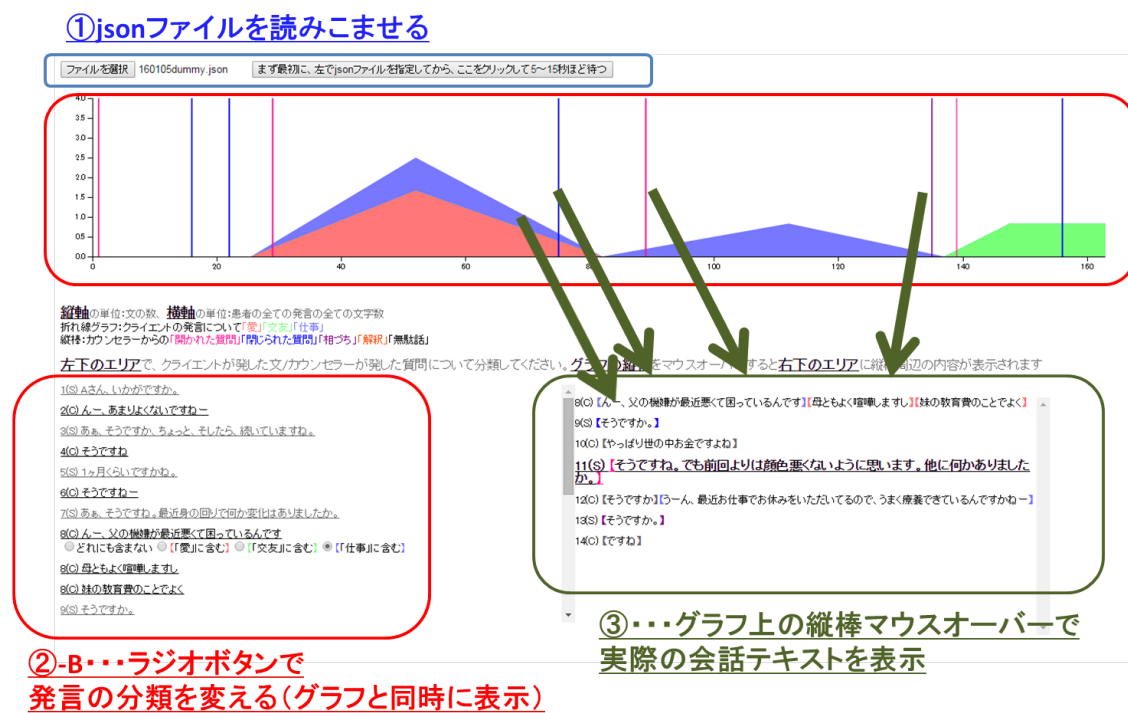 ①jsonファイルを読みこませる
ファイルを選択 160105dummy.json まず最初に、左でjsonファイルを指定してから、ここをクリックして5～15秒ほど待つ
4.0
3.5
3.0
2.5
2.0
1.5
1.0
0.5
0.0
0 20 40 60 80 100 120 140 160
縦軸の単位:文の数、 横軸の単位:患者の全ての発言の全ての文字数
折れ線グラフ:クライエントの発言について「愛」「交友」「仕事」
縦棒:カウンセラーからの「開かれた質問」「閉じられた質問」「相づち」「解釈」「無駄話」
左下のエリアで、クライエントが発した文/カウンセラーが発した質問について分類してください。グラフの縦をマウスオーバーすると右下のエリアに縦棒周辺の内容が表示されます
1(S) Aさん、いかがですか。
2(C) んー、あまりよくないですねー
3(S) あぁ、そうですか、ちょっと、そしたら、続いていますね。
4(C) そうですね
5(S) 1ヶ月くらいですかね。
6(C) そうですねー
7(S) あぁ、そうですね。最近身の回りで何か変化はありましたか。
8(C) んー、父の機嫌が最近悪くて困っているんです
どれにも含まない 【「愛」に含む】 【「交友」に含む】 【「仕事」に含む】
8(C) 母ともよく喧嘩しますし
8(C) 妹の教育費のことでよく
9(S) そうですか。
8(C) 【んー、父の機嫌が最近悪くて困っているんです】【母ともよく喧嘩しますし】【妹の教育費のことでよく】
9(S) 【そうですか。】
10(C) 【やっぱり世の中お金ですよね】
11(S) 【そうですね。でも前回よりは顔色悪くないように思います。他に何かありました
か。】
12(C) 【そうですか】【うーん、最近お仕事でお休みをいただいてるので、うまく療養できているんですかねー】
13(S) 【そうですか。】
14(C) 【ですね】
③･･･グラフ上の縦棒マウスオーバーで
実際の会話テキストを表示
②-B･･･ラジオボタンで
発言の分類を変える（グラフと同時に表示）